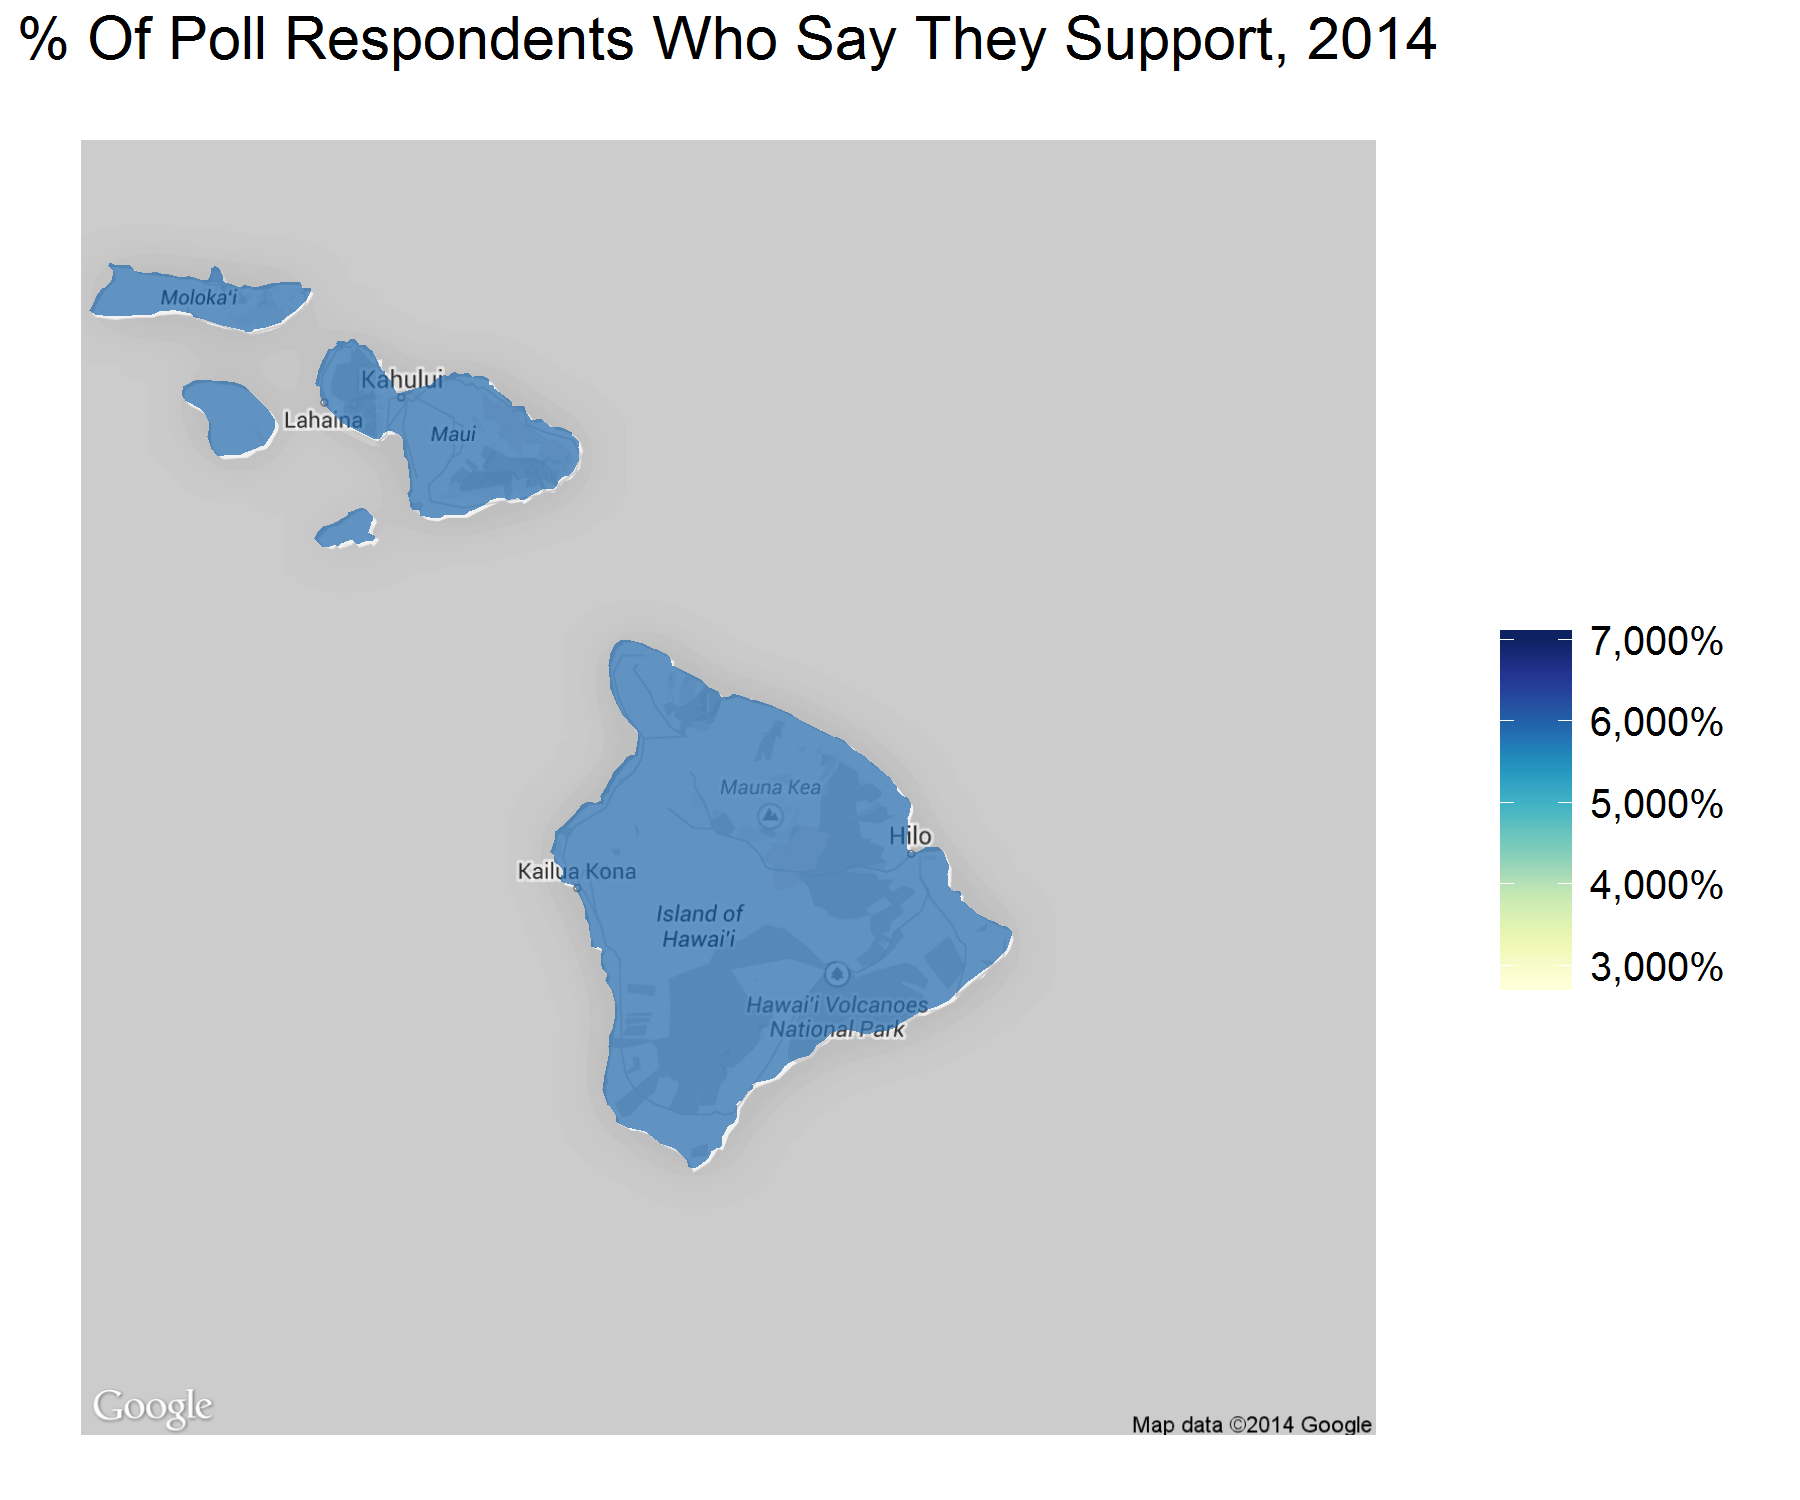 % Of Poll Respondents Who Say They Support, 2014
Moloka'i
Kahului
Lahaina
Maui
7,000%
6,000%
5,000%
4,000%
3,000%
Mauna Kea
Hilo
Kailua Kona
Island of
Hawai'i
Hawai'i Volcanoes
National Park
Google
Map data ©2014 Google